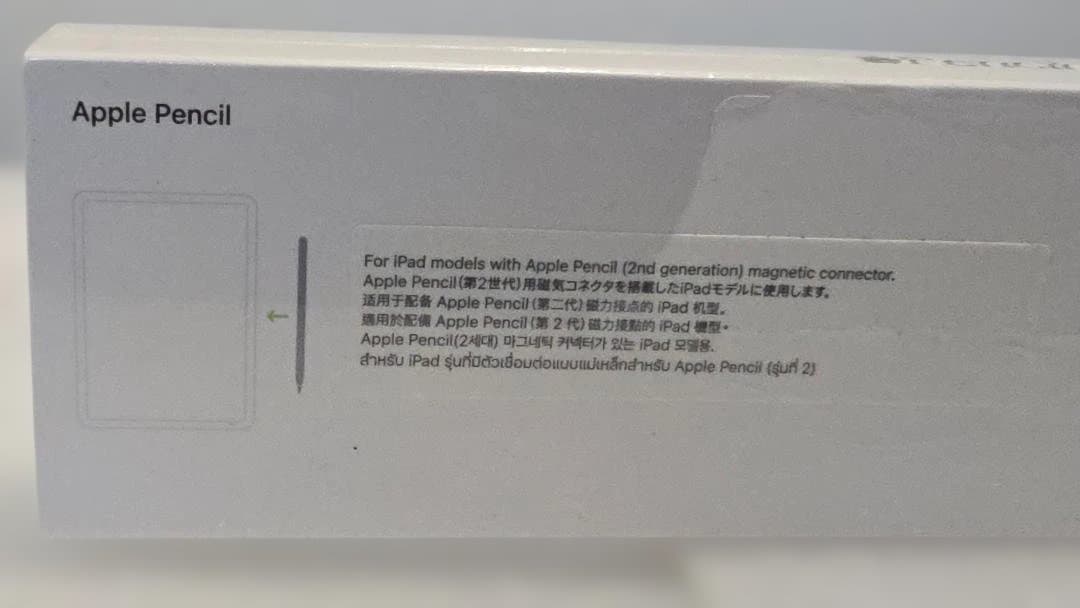 Apple Pencil
For iPad models with Apple Pencil (2nd generation) magnetic connector.
Apple Pencil(第2世代)用磁気コネクタを搭載したiPadモデルに使用します。
适用于配备 Apple Pencil (第二代) 磁力接点的 iPad 机型。
適用於配備 Apple Pencil (第 2 代) 磁力接點的 iPad 機型。
Apple Pencil(2세대) 마그네틱 커넥터가 있는 iPad 모델용.
สำหรับ iPad รุ่นที่มีตัวเชื่อมต่อแบบแม่เหล็กสำหรับ Apple Pencil (รุ่นที่ 2)